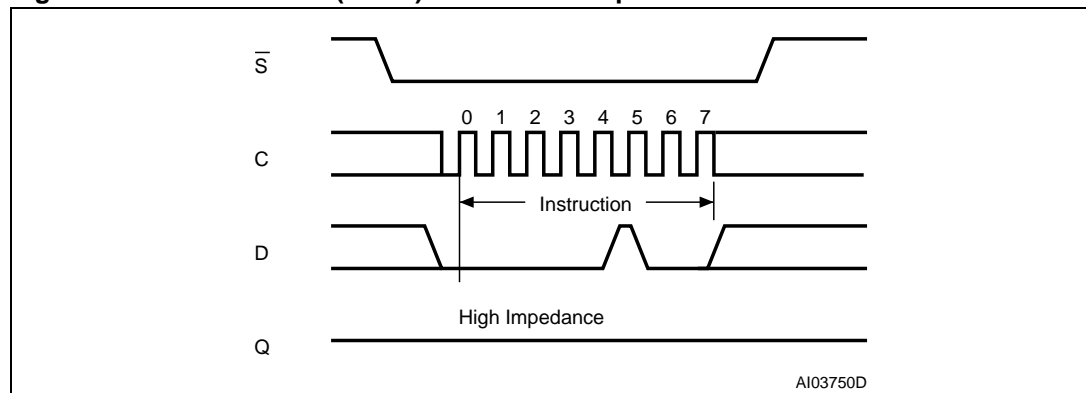 S̅
0 1 2 3 4 5 6 7
C
Instruction
D
High Impedance
Q
AI03750D